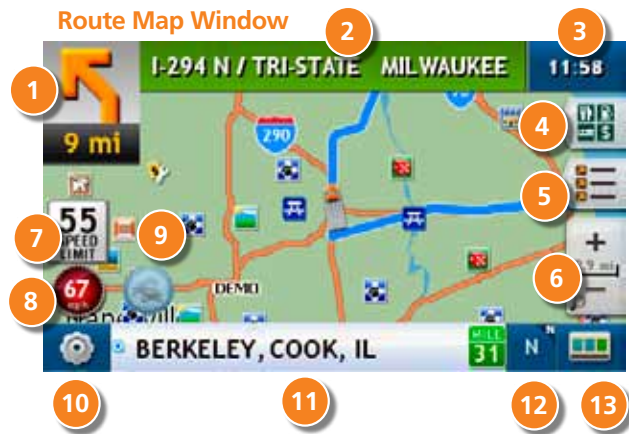 Route Map Window
1
2
3
I-294 N / TRI-STATE MILWAUKEE
11:58
9 mi
4
290
5
7
55
SPEED
LIMIT
9
+
6
8
67
DEMO
BERKELEY, COOK, IL
MILE
31
N
N
10
11
12
13